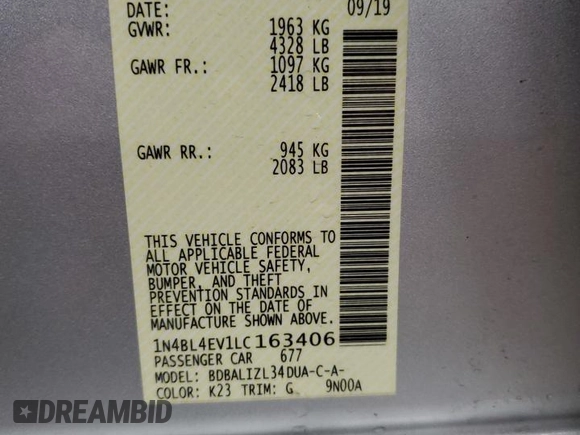 DATE: 09/19
GVWR: 1963 KG
4328 LB
GAWR FR.: 1097 KG
2418 LB
GAWR RR.: 945 KG
2083 LB
THIS VEHICLE CONFORMS TO
ALL APPLICABLE FEDERAL
MOTOR VEHICLE SAFETY,
BUMPER, AND THEFT
PREVENTION STANDARDS IN
EFFECT ON THE DATE OF
MANUFACTURE SHOWN ABOVE.
1N4BL4EV1LC163406
PASSENGER CAR 677
MODEL: BDBALIZL34DUA-C-A-
COLOR: K23 TRIM: G 9N00A
DREAMBID